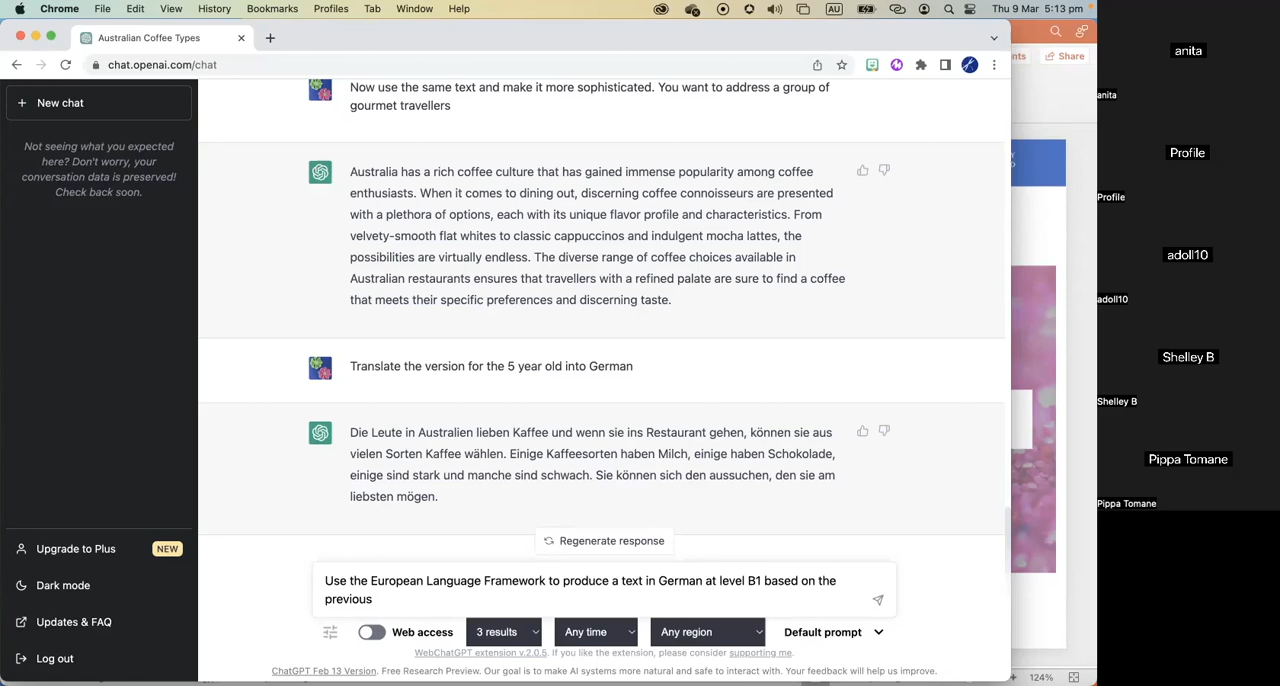 Chrome File Edit View History Bookmarks Profiles Tab Window Help AU Thu 9 Mar 5:13 pm
Australian Coffee Types
chat.openai.com/chat
nts Share
New chat
Not seeing what you expected
here? Don't worry, your
conversation data is preserved!
Check back soon.
Now use the same text and make it more sophisticated. You want to address a group of
gourmet travellers
Australia has a rich coffee culture that has gained immense popularity among coffee
enthusiasts. When it comes to dining out, discerning coffee connoisseurs are presented
with a plethora of options, each with its unique flavor profile and characteristics. From
velvety-smooth flat whites to classic cappuccinos and indulgent mocha lattes, the
possibilities are virtually endless. The diverse range of coffee choices available in
Australian restaurants ensures that travellers with a refined palate are sure to find a coffee
that meets their specific preferences and discerning taste.
Translate the version for the 5 year old into German
Die Leute in Australien lieben Kaffee und wenn sie ins Restaurant gehen, können sie aus
vielen Sorten Kaffee wählen. Einige Kaffeesorten haben Milch, einige haben Schokolade,
einige sind stark und manche sind schwach. Sie können sich den aussuchen, den sie am
liebsten mögen.
Regenerate response
Use the European Language Framework to produce a text in German at level B1 based on the
previous
Web access 3 results Any time Any region Default prompt
WebChatGPT extension v.2.0.5. If you like the extension, please consider supporting me.
ChatGPT Feb 13 Version. Free Research Preview. Our goal is to make AI systems more natural and safe to interact with. Your feedback will help us improve.
Upgrade to Plus NEW
Dark mode
Updates & FAQ
Log out
124%
anita
anita
Profile
Profile
adoll10
adoll10
Shelley B
Shelley B
Pippa Tomane
Pippa Tomane